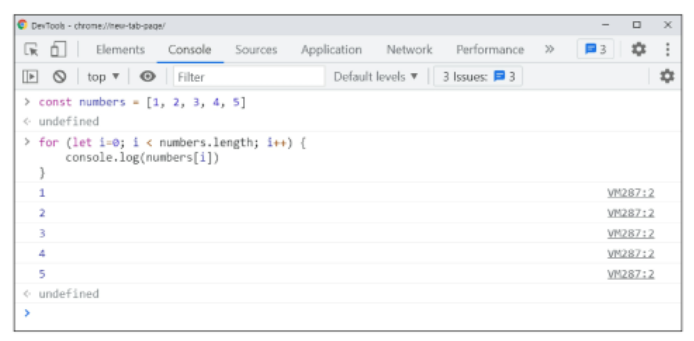 DevTools - chrome://new-tab-page/
Elements Console Sources Application Network Performance » 3
top ▼ Filter Default levels ▼ 3 Issues: 3
> const numbers = [1, 2, 3, 4, 5]
<· undefined
> for (let i=0; i < numbers.length; i++) {
console.log(numbers[i])
}
1 VM287:2
2 VM287:2
3 VM287:2
4 VM287:2
5 VM287:2
<· undefined
>